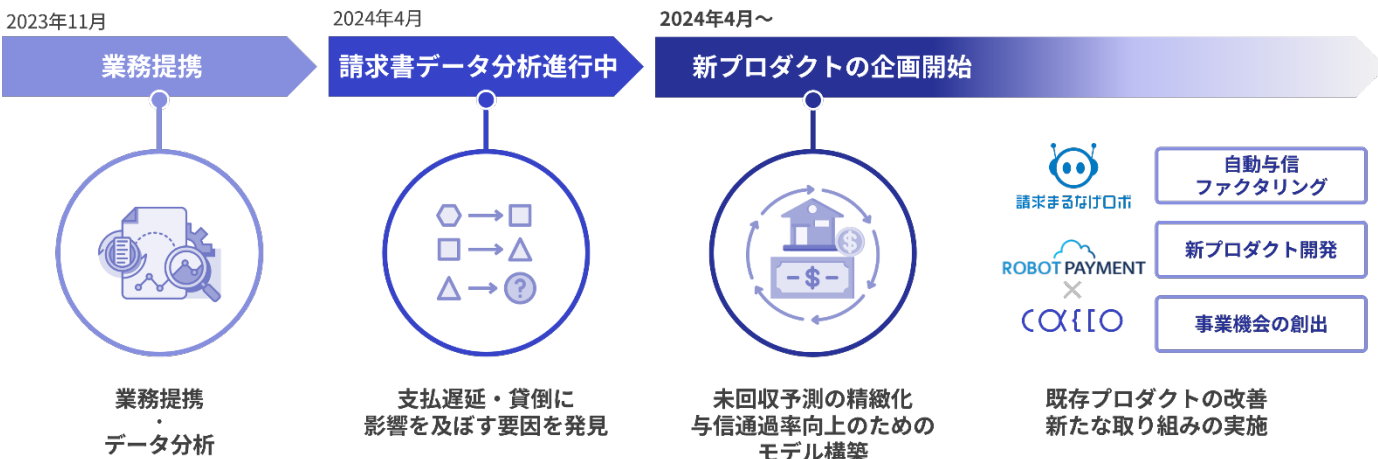 2023年11月
業務提携
業務提携
・
データ分析
2024年4月
請求書データ分析進行中
?
支払遅延・貸倒に
影響を及ぼす要因を発見
2024年4月～
新プロダクトの企画開始
$
-$-
未回収予測の精緻化
与信通過率向上のための
モデル構築
請求まるなげロボ
ROBOT PAYMENT
×
自動与信
ファクタリング
新プロダクト開発
事業機会の創出
既存プロダクトの改善
新たな取り組みの実施